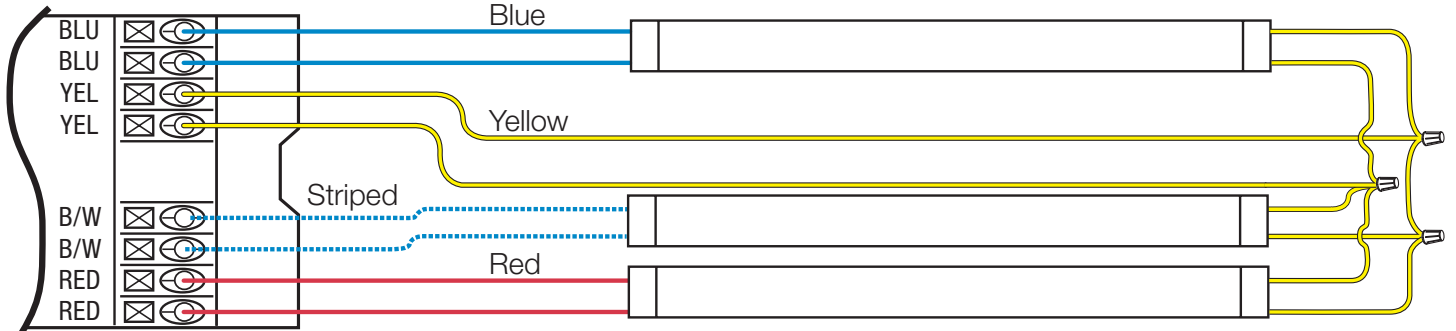 BLU
Blue
BLU
YEL
YEL
Yellow
Striped
B/W
B/W
Red
RED
RED